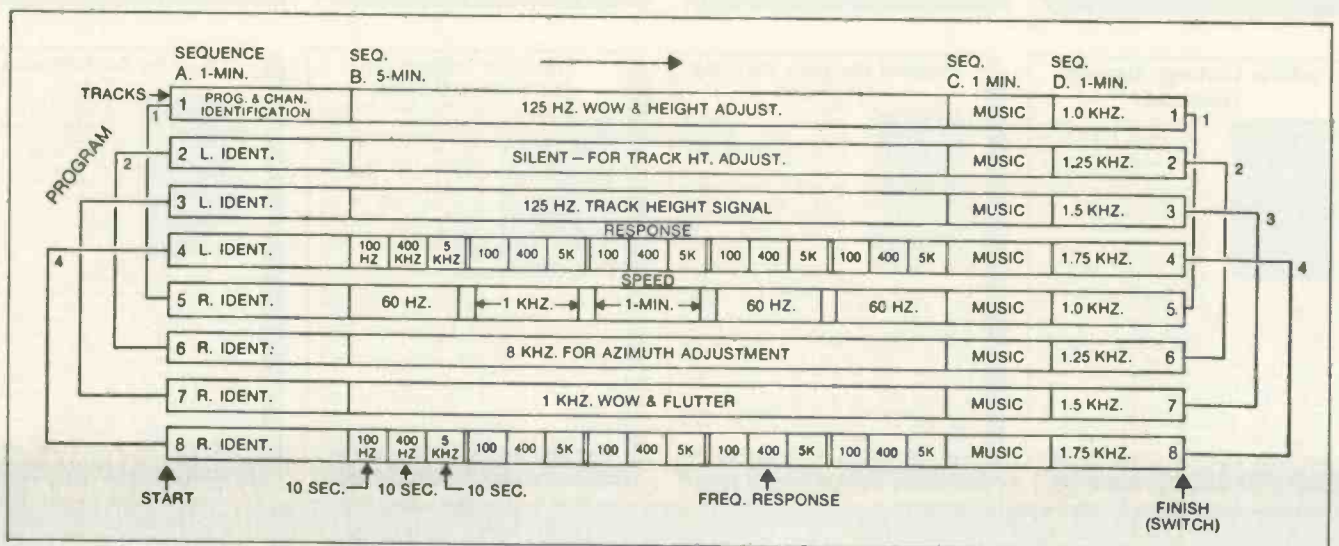 SEQUENCE
A. 1-MIN.
SEQ.
B. 5-MIN.
SEQ.
C. 1 MIN.
SEQ.
D. 1-MIN.
TRACKS
PROGRAM
1 PROG. & CHAN.
IDENTIFICATION
125 HZ. WOW & HEIGHT ADJUST.
MUSIC
1.0 KHZ. 1
1
1
2 L. IDENT.
SILENT – FOR TRACK HT. ADJUST.
MUSIC
1.25 KHZ. 2
2
2
3 L. IDENT.
125 HZ. TRACK HEIGHT SIGNAL
MUSIC
1.5 KHZ. 3
3
RESPONSE
4
4 L. IDENT.
100 HZ 400 KHZ 5 KHZ 100 400 5K 100 400 5K 100 400 5K 100 400 5K
MUSIC
1.75 KHZ. 4
4
SPEED
5 R. IDENT.
60 HZ. 1 KHZ. 1-MIN. 60 HZ. 60 HZ.
MUSIC
1.0 KHZ. 5.
6 R. IDENT:
8 KHZ. FOR AZIMUTH ADJUSTMENT
MUSIC
1.25 KHZ. 6
7 R. IDENT.
1 KHZ. WOW & FLUTTER
MUSIC
1.5 KHZ. 7
8 R. IDENT.
100 HZ 400 HZ 5 KHZ 100 400 5K 100 400 5K 100 400 5K 100 400 5K
MUSIC
1.75 KHZ. 8
START
10 SEC. 10 SEC. 10 SEC.
FREQ. RESPONSE
FINISH
(SWITCH)